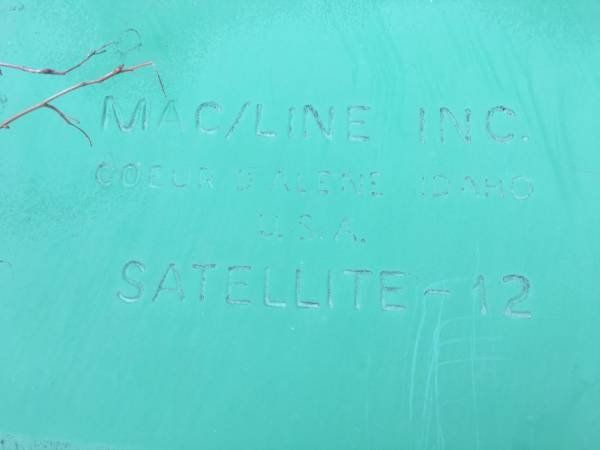 MAC/LINE INC.
COEUR D'ALENE IDAHO
U.S.A.
SATELLITE-12